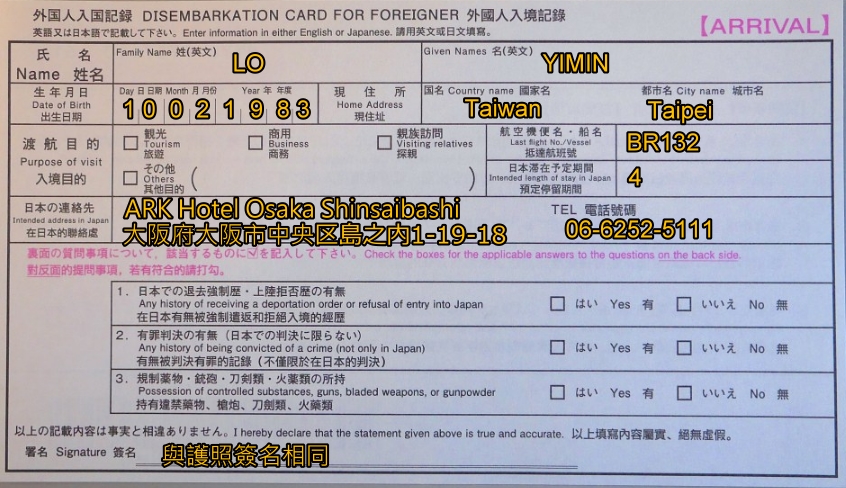 外国人入国記録 DISEMBARKATION CARD FOR FOREIGNER 外國人入境記錄
英語又は日本語で記載して下さい。Enter information in either English or Japanese. 請用英文或日文填寫。
【ARRIVAL】
氏 名
Name 姓名
Family Name 姓(英文)
LO
Given Names 名(英文)
YIMIN
生年月日
Date of Birth
出生日期
Day 日 日期 Month 月 月份 Year 年 年度
10021983
現住所
Home Address
現住址
国名 Country name 國家名
Taiwan
都市名 City name 城市名
Taipei
渡航目的
Purpose of visit
入境目的
観光
Tourism
旅遊
商用
Business
商務
親族訪問
Visiting relatives
探親
その他
Others
其他目的
( )
航空機便名・船名
Last flight No./Vessel
抵達航班號
BR132
日本滞在予定期間
Intended length of stay in Japan
預定停留期間
4
日本の連絡先
Intended address in Japan
在日本的聯絡處
ARK Hotel Osaka Shinsaibashi
大阪府大阪市中央区島之内1-19-18
TEL 電話號碼
06-6252-5111
裏面の質問事項について、該当するものに☑を記入して下さい。Check the boxes for the applicable answers to the questions on the back side.
對反面的提問事項，若有符合的請打勾。
1. 日本での退去強制歴・上陸拒否歴の有無
Any history of receiving a deportation order or refusal of entry into Japan
在日本有無被強制遣返和拒絕入境的經歷
はい Yes 有 いいえ No 無
2. 有罪判決の有無（日本での判決に限らない）
Any history of being convicted of a crime (not only in Japan)
有無被判決有罪的記錄（不僅限於在日本的判決）
はい Yes 有 いいえ No 無
3. 規制薬物・銃砲・刀剣類・火薬類の所持
Possession of controlled substances, guns, bladed weapons, or gunpowder
持有違禁藥物、槍炮、刀劍類、火藥類
はい Yes 有 いいえ No 無
以上の記載内容は事実と相違ありません。I hereby declare that the statement given above is true and accurate. 以上填寫內容屬實、絕無虛假。
署名 Signature 簽名
與護照簽名相同